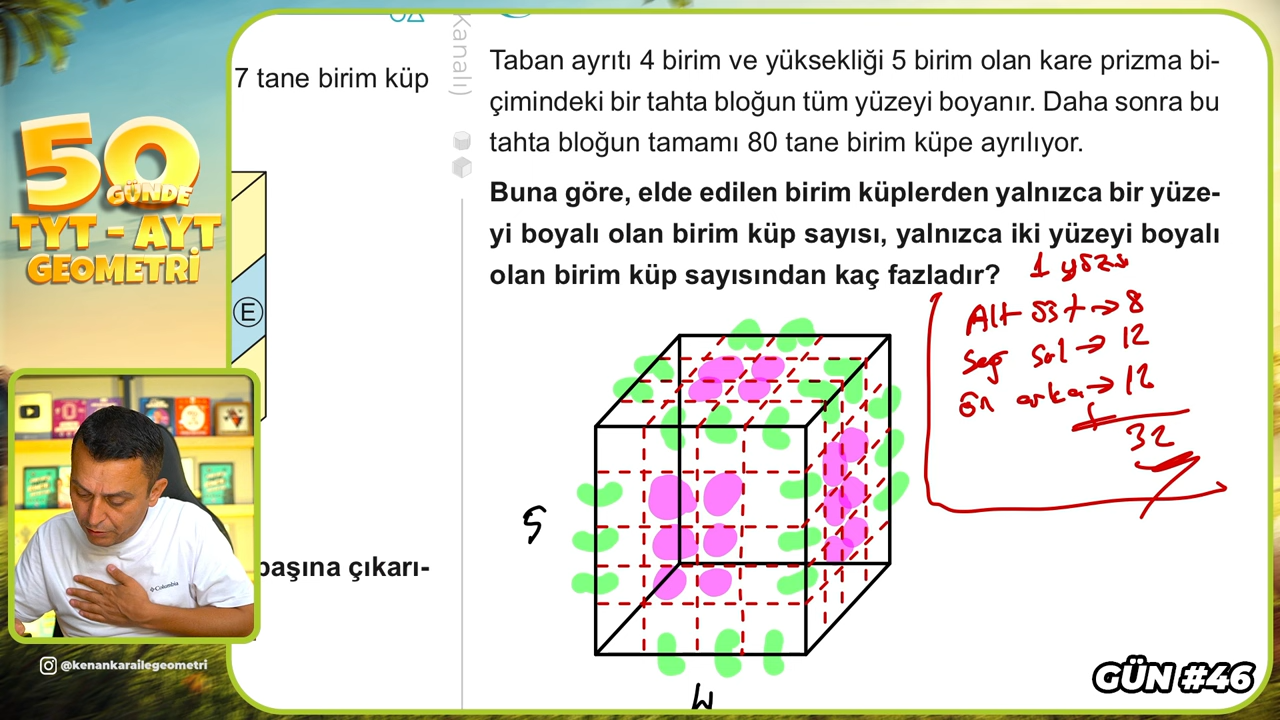 50
GÜNDE
TYT - AYT
GEOMETRİ
7 tane birim küp
E
başına çıkarı-
Kanalı)
Taban ayrıtı 4 birim ve yüksekliği 5 birim olan kare prizma bi-
çimindeki bir tahta bloğun tüm yüzeyi boyanır. Daha sonra bu
tahta bloğun tamamı 80 tane birim küpe ayrılıyor.
Buna göre, elde edilen birim küplerden yalnızca bir yüze-
yi boyalı olan birim küp sayısı, yalnızca iki yüzeyi boyalı
olan birim küp sayısından kaç fazladır?
1 yüzü
Alt üst → 8
Sağ Sol → 12
Ön arka → 12
+
32
5
4
Columbia
@kenankarailegeometri
GÜN #46